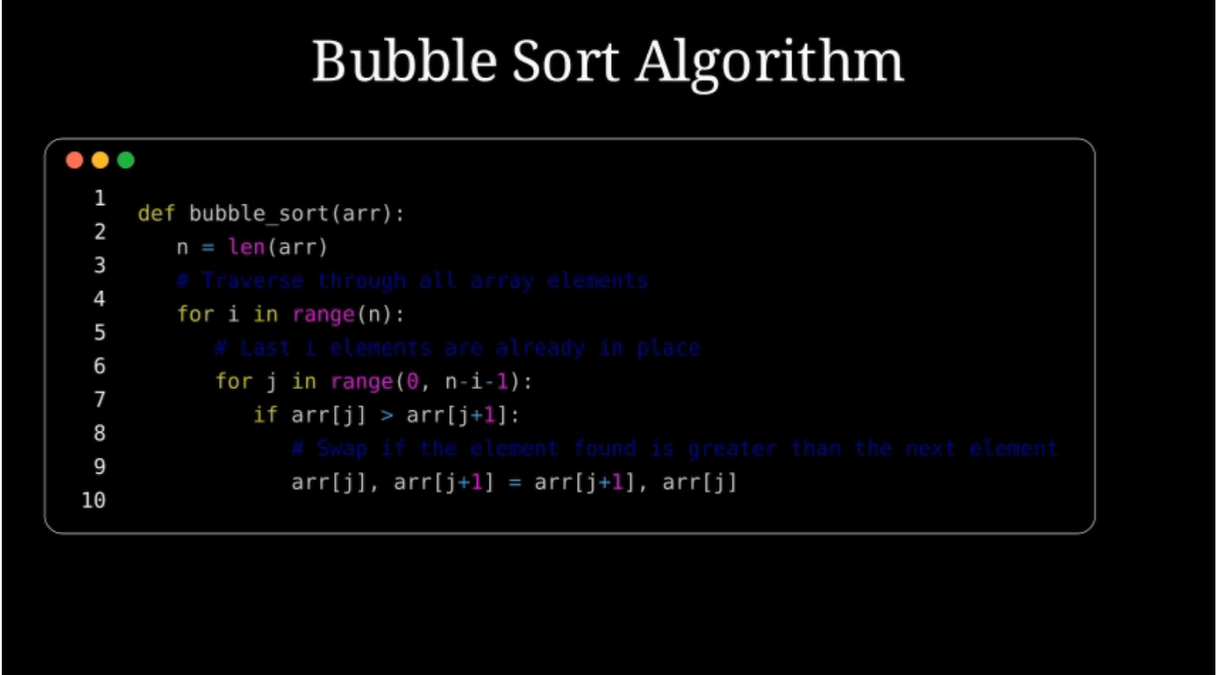 Bubble Sort Algorithm
1
2
3
4
5
6
7
8
9
10
def bubble_sort(arr):
   n = len(arr)
   # Traverse through all array elements
   for i in range(n):
      # Last i elements are already in place
      for j in range(0, n-i-1):
         if arr[j] > arr[j+1]:
            # Swap if the element found is greater than the next element
            arr[j], arr[j+1] = arr[j+1], arr[j]